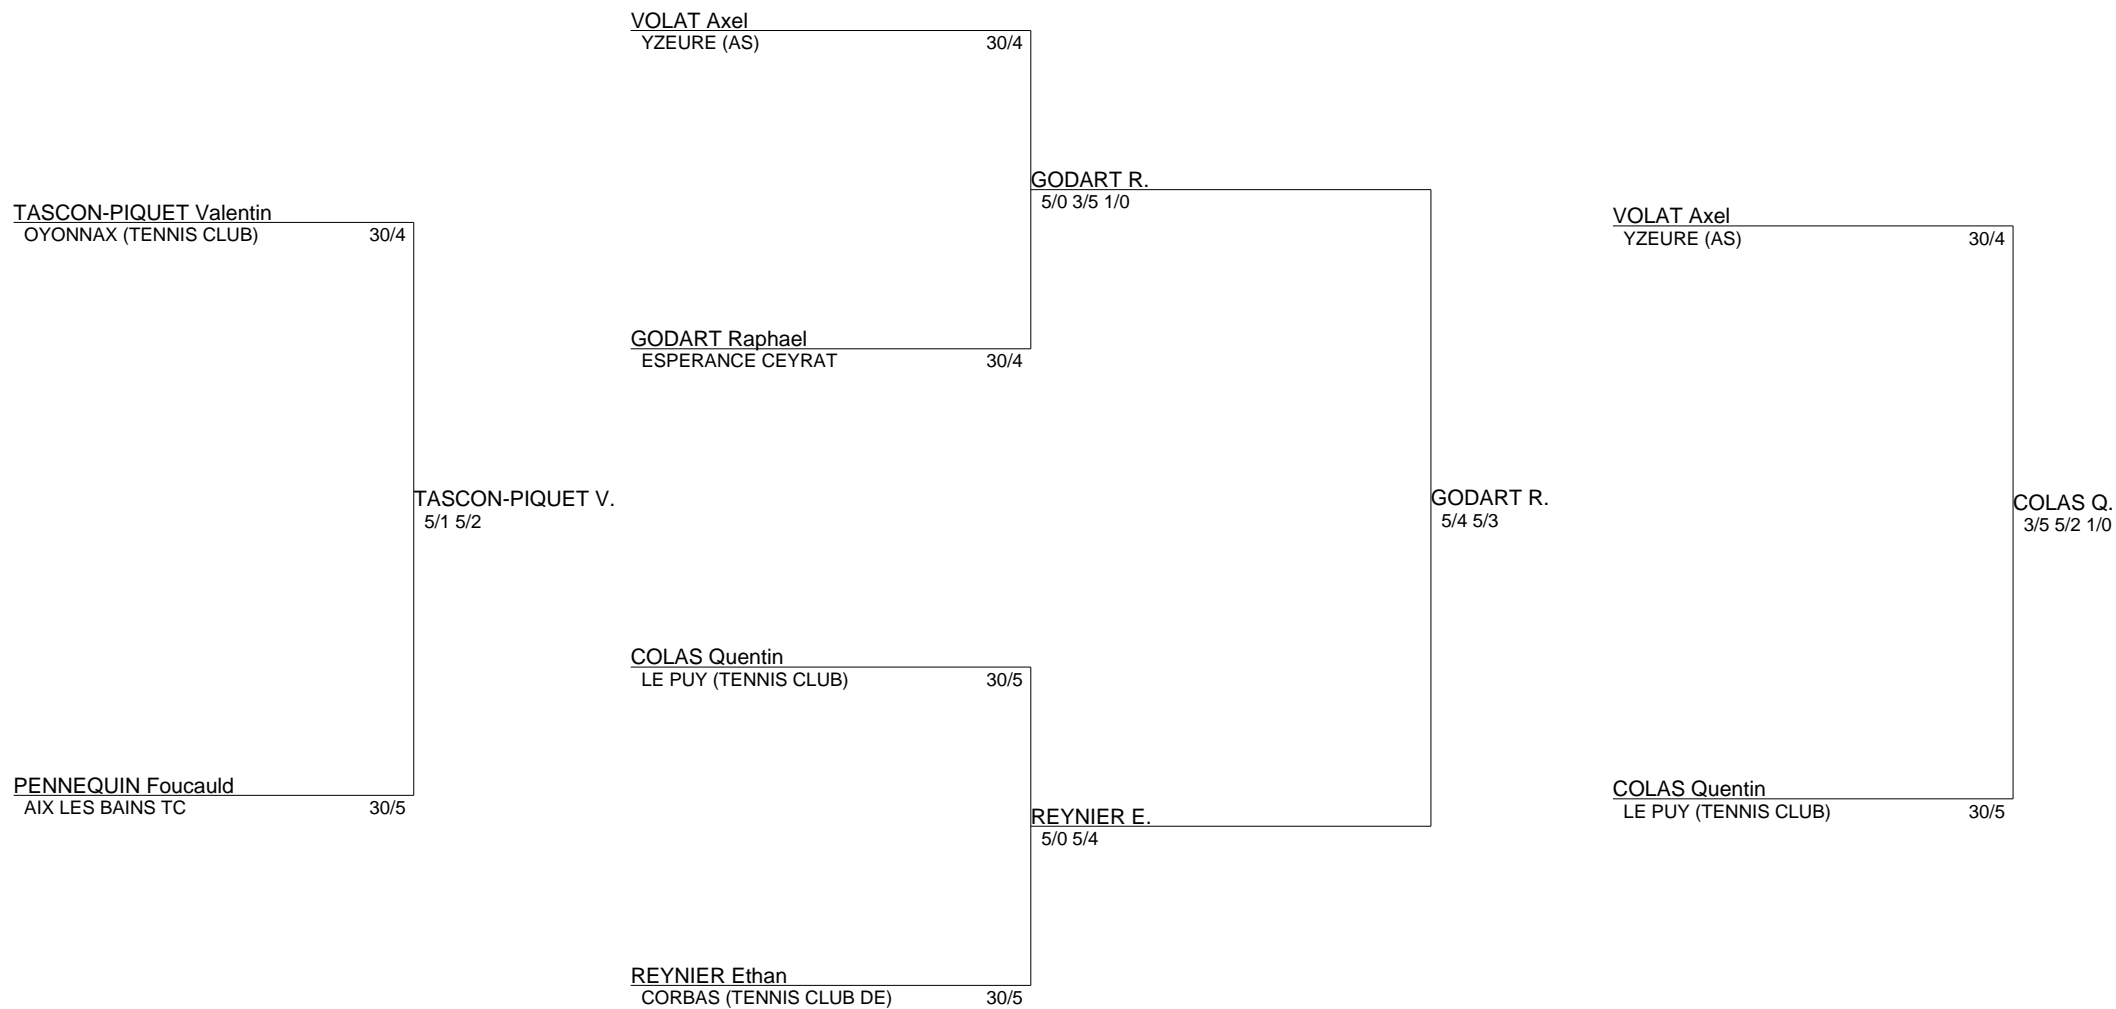 TASCON-PIQUET Valentin
OYONNAX (TENNIS CLUB) 30/4
TASCON-PIQUET V.
5/1 5/2
PENNEQUIN Foucauld
AIX LES BAINS TC 30/5
VOLAT Axel
YZEURE (AS) 30/4
GODART R.
5/0 3/5 1/0
GODART Raphael
ESPERANCE CEYRAT 30/4
GODART R.
5/4 5/3
COLAS Quentin
LE PUY (TENNIS CLUB) 30/5
REYNIER E.
5/0 5/4
REYNIER Ethan
CORBAS (TENNIS CLUB DE) 30/5
VOLAT Axel
YZEURE (AS) 30/4
COLAS Q.
3/5 5/2 1/0
COLAS Quentin
LE PUY (TENNIS CLUB) 30/5